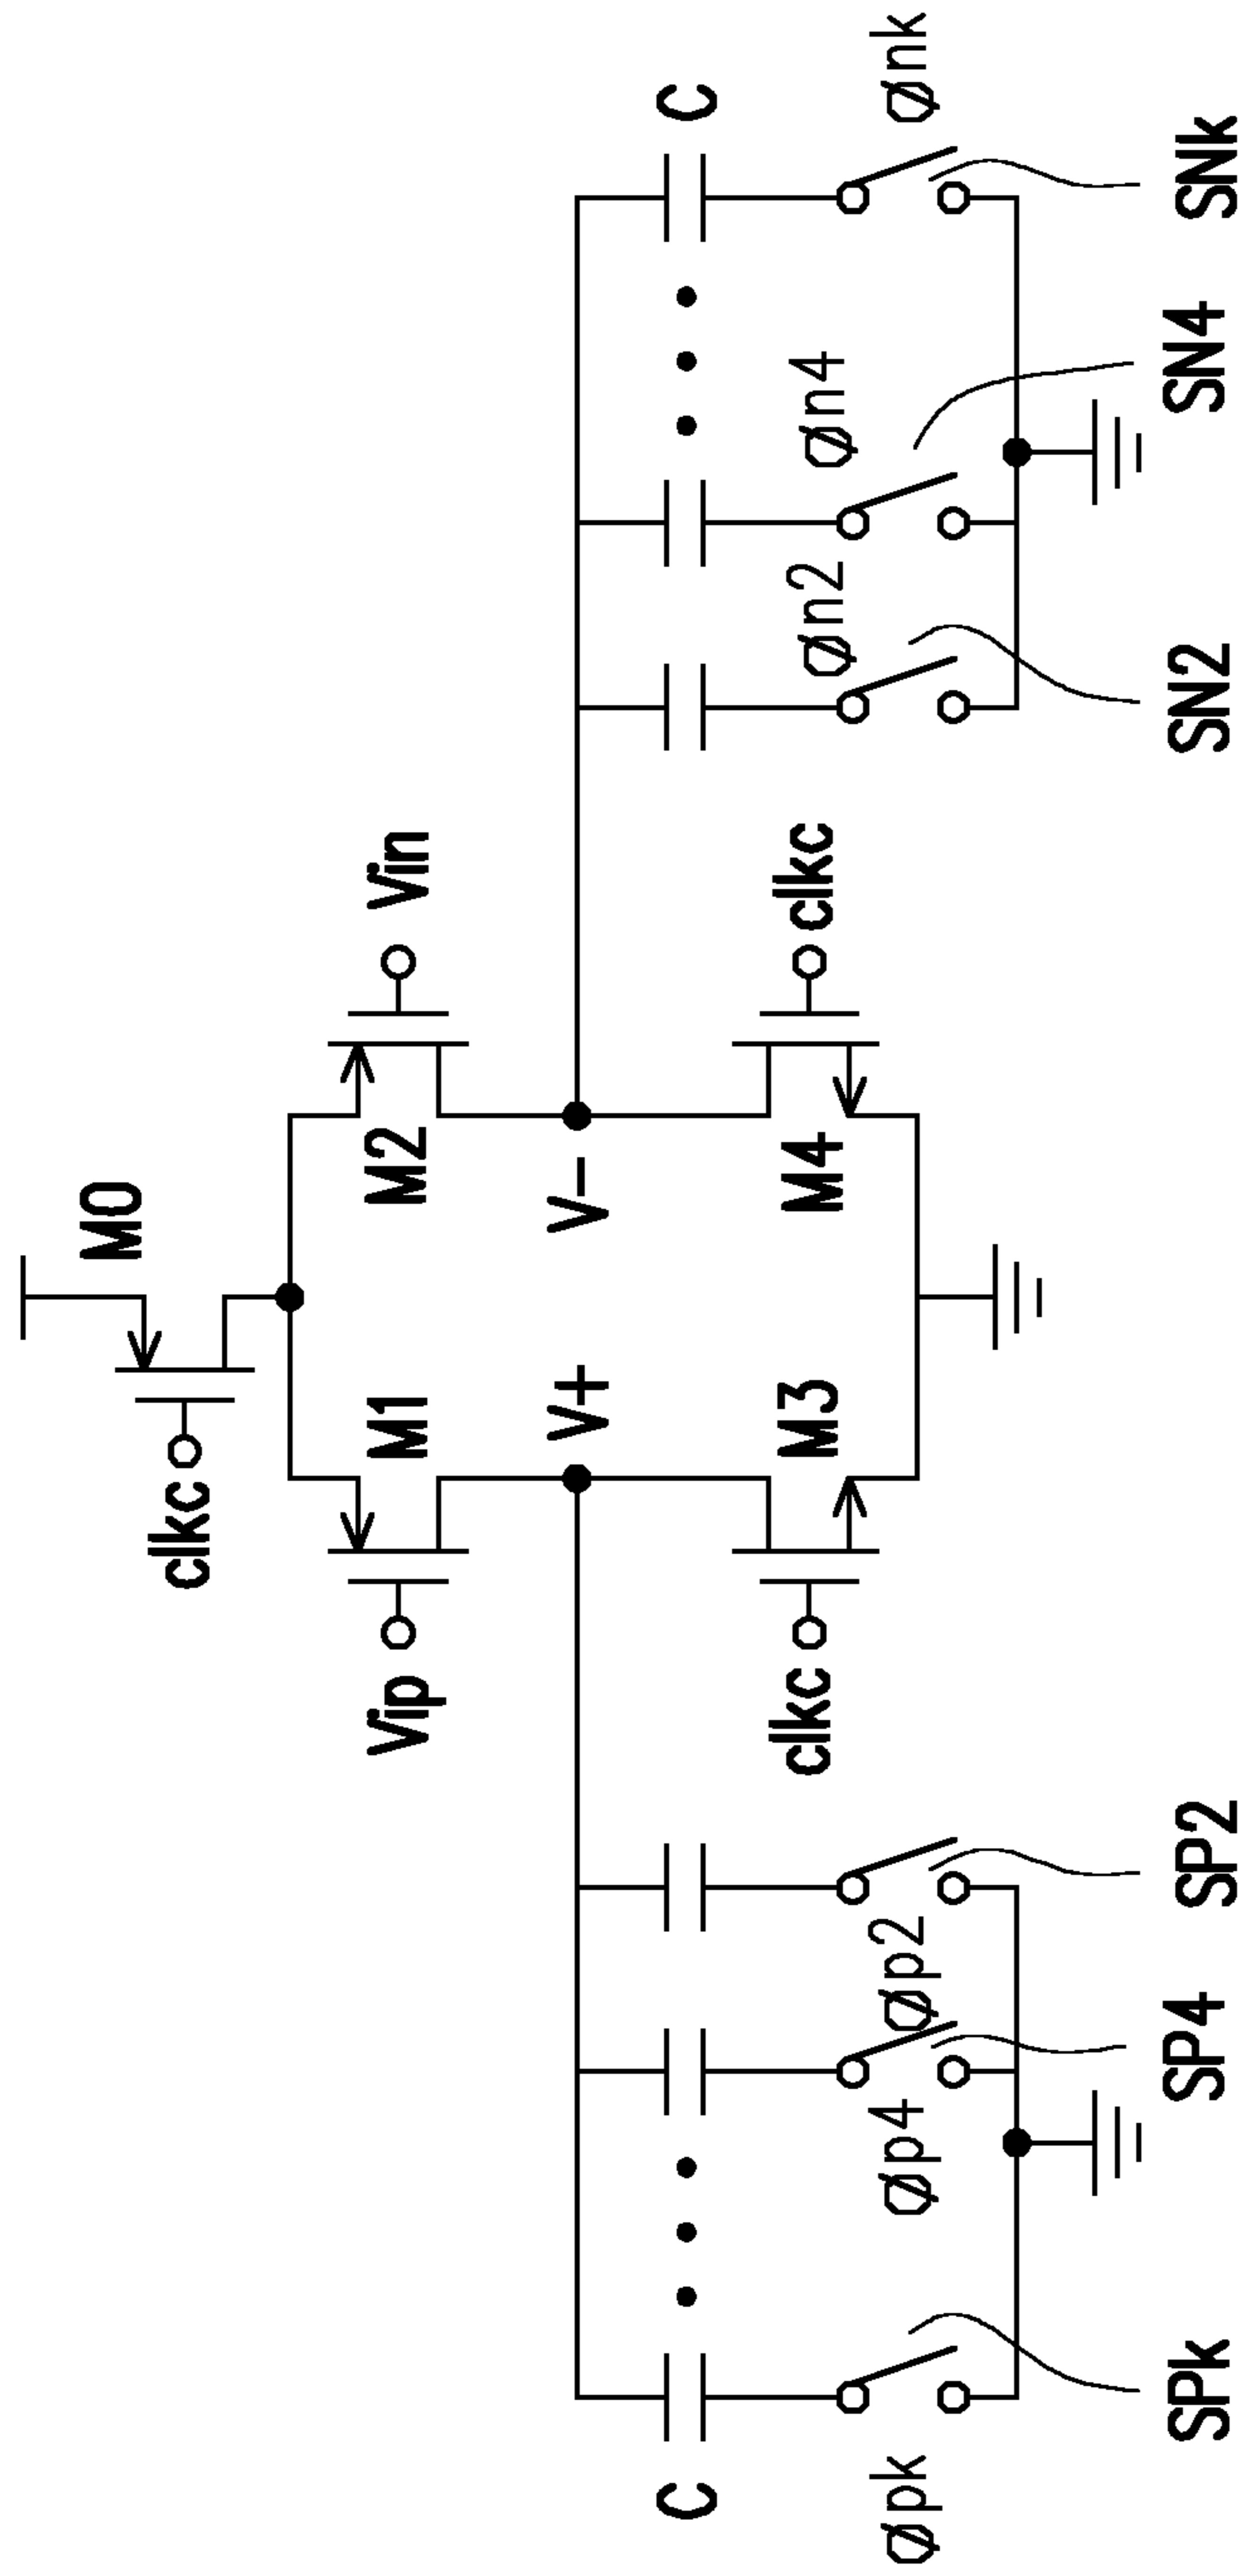 M0
clkc
M1
M2
Vip
Vin
V+
V-
C
C
clkc
M3
M4
clkc
Øpk
Øp4
Øp2
Øn2
Øn4
Ønk
SPk
SP4
SP2
SN2
SN4
SNk